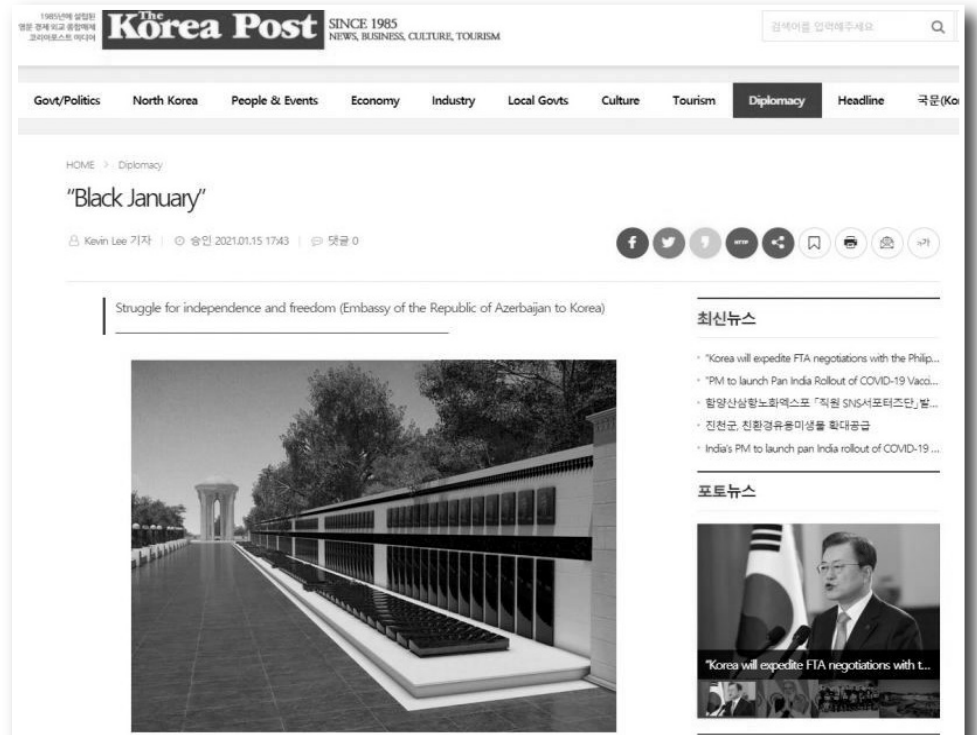 1985년에 설립된
영문 경제 외교 종합매체
코리아포스트 미디어
The
Korea Post
SINCE 1985
NEWS, BUSINESS, CULTURE, TOURISM
검색어를 입력해주세요
Govt/Politics
North Korea
People & Events
Economy
Industry
Local Govts
Culture
Tourism
Diplomacy
Headline
국문(Ko
HOME > Diplomacy
"Black January"
Kevin Lee 기자 | 승인 2021.01.15 17:43 | 댓글 0
HTTP
가
Struggle for independence and freedom (Embassy of the Republic of Azerbaijan to Korea)
최신뉴스
"Korea will expedite FTA negotiations with the Philip...
"PM to launch Pan India Rollout of COVID-19 Vacci...
함양산삼항노화엑스포 「직원 SNS서포터즈단」발...
진천군, 친환경유용미생물 확대공급
India's PM to launch pan India rollout of COVID-19 ...
포토뉴스
"Korea will expedite FTA negotiations with t...